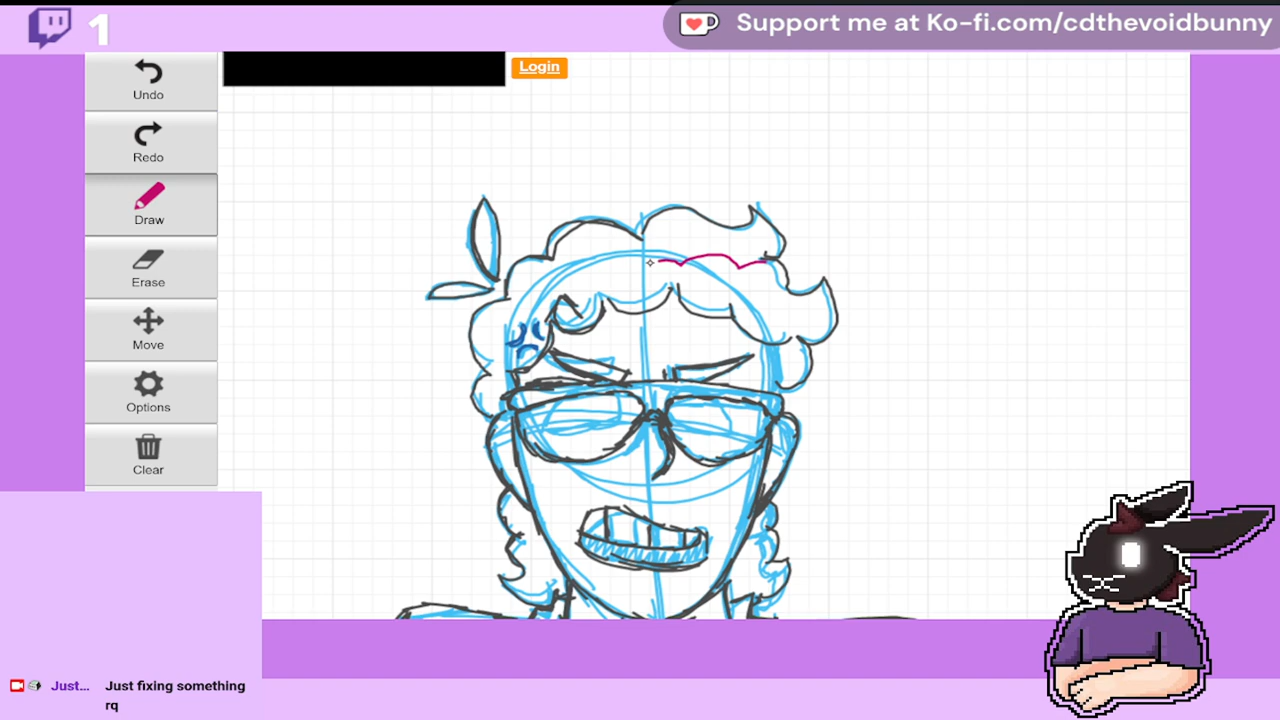 1
Support me at Ko-fi.com/cdthevoidbunny
Login
Undo
Redo
Draw
Erase
Move
Options
Clear
Just... Just fixing something
rq